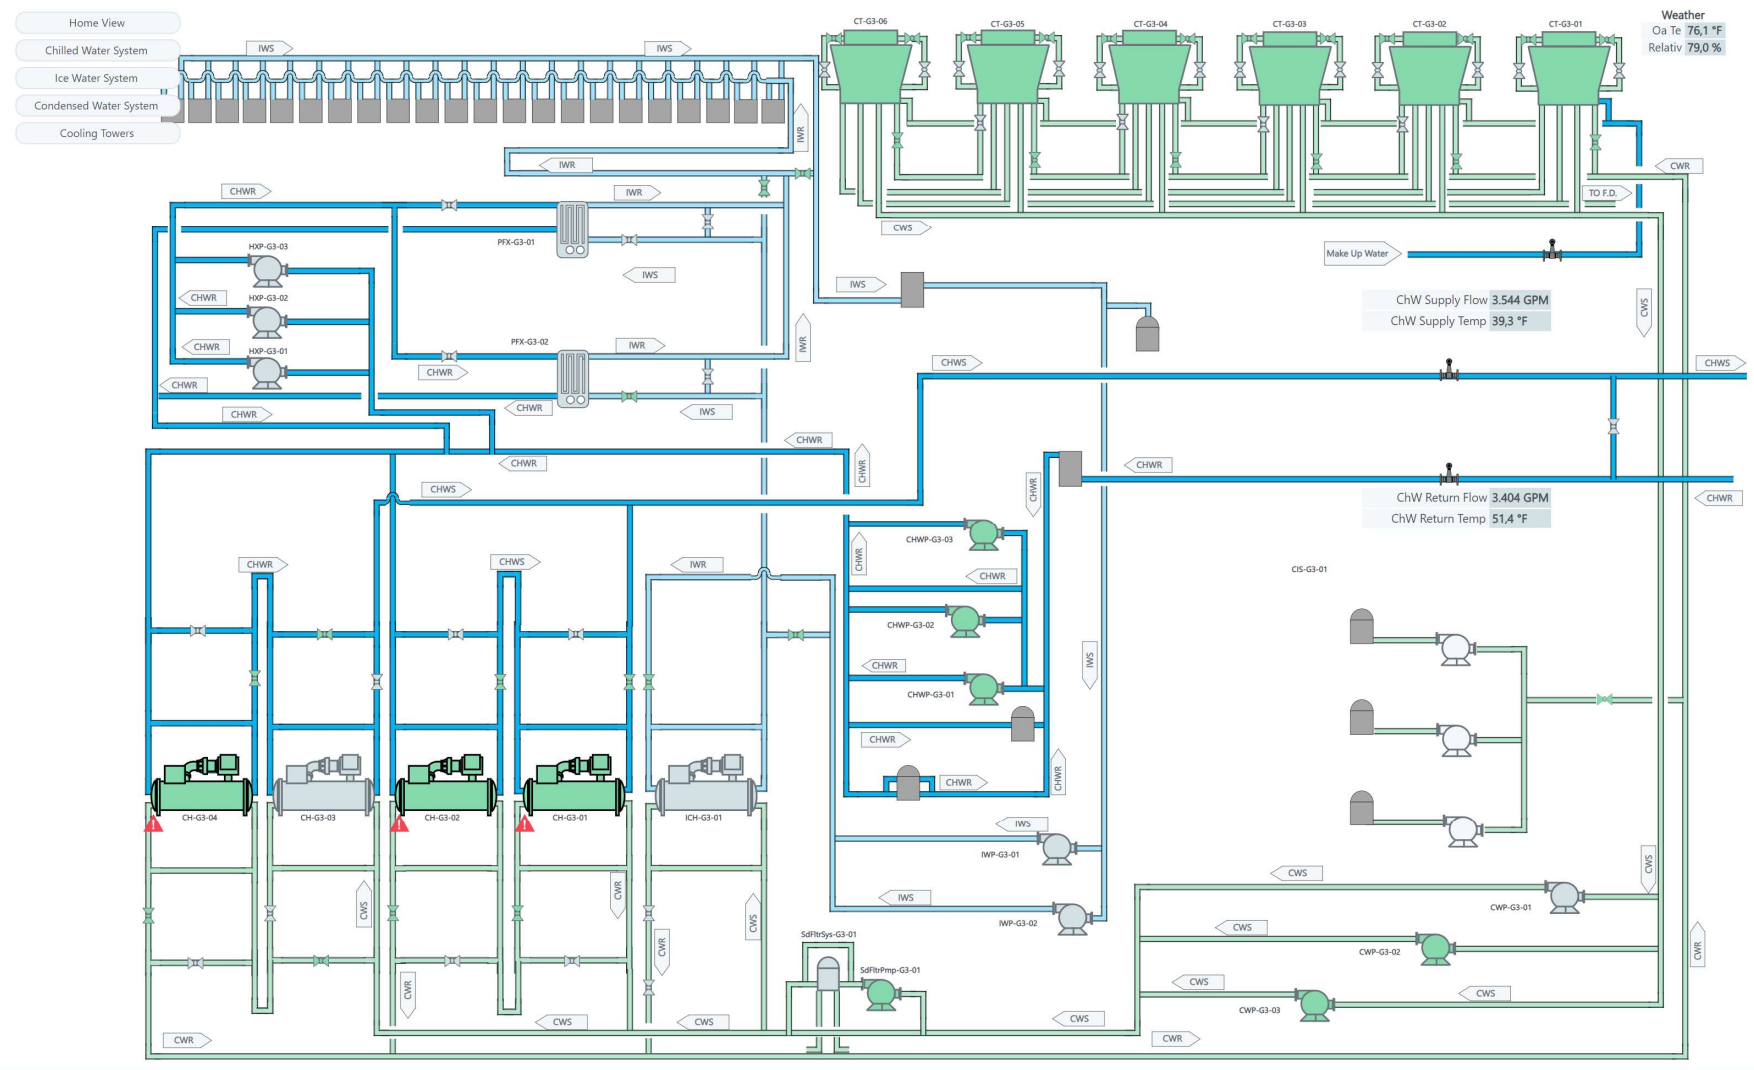 Home View
Chilled Water System
Ice Water System
Condensed Water System
Cooling Towers
IWS
IWS
CT-G3-06
CT-G3-05
CT-G3-04
CT-G3-03
CT-G3-02
CT-G3-01
Weather
Oa Te 76,1 °F
Relativ 79,0 %
IWR
IWR
CWR
CHWR
IWR
TO F.D.
CWS
PFX-G3-01
HXP-G3-03
Make Up Water
IWS
IWS
CHWR
HXP-G3-02
ChW Supply Flow 3.544 GPM
ChW Supply Temp 39,3 °F
CWS
IWR
CHWR
HXP-G3-01
PFX-G3-02
IWR
CHWS
CHWS
CHWR
CHWR
CHWR
CHWR
IWS
CHWR
CHWR
CHWR
CHWR
CHWR
CHWS
CHWR
ChW Return Flow 3.404 GPM
ChW Return Temp 51,4 °F
CHWR
CHWP-G3-03
CHWR
CHWR
CHWS
IWR
CHWR
CIS-G3-01
CHWP-G3-02
CHWR
IWS
CHWP-G3-01
CHWR
CHWR
CHWR
CH-G3-04
CH-G3-03
CH-G3-02
CH-G3-01
ICH-G3-01
IWS
IWP-G3-01
CWS
CWS
CWR
CWS
IWS
CWP-G3-01
CWS
IWP-G3-02
CWS
SdFltrSys-G3-01
CWP-G3-02
CWR
CWR
SdFltrPmp-G3-01
CWS
CWS
CWR
CWP-G3-03
CWS
CWS
CWS
CWR
CWR